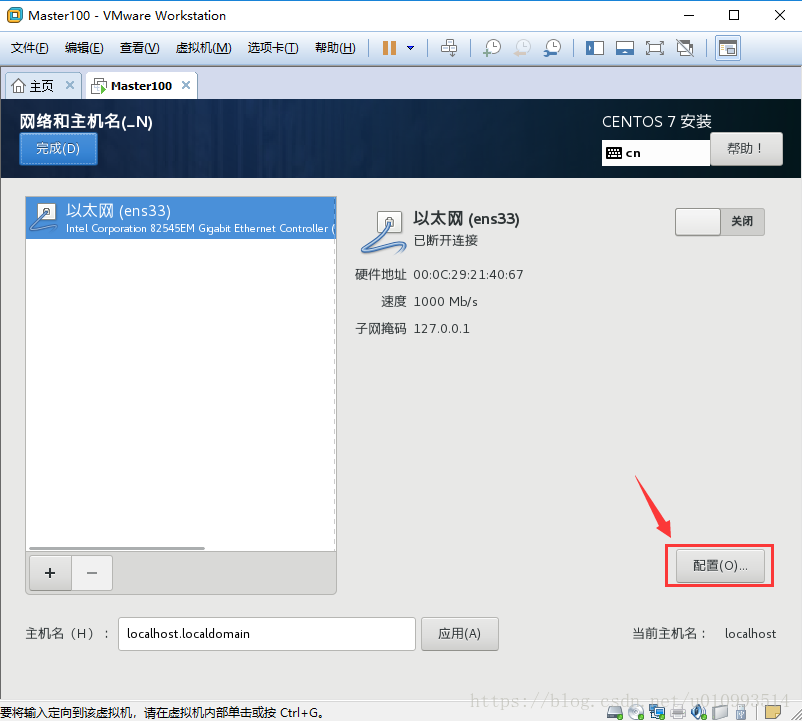 Master100 - VMware Workstation
文件(F) 编辑(E) 查看(V) 虚拟机(M) 选项卡(T) 帮助(H)
主页 Master100
网络和主机名(_N)
CENTOS 7 安装
完成(D)
cn
帮助！
以太网 (ens33)
Intel Corporation 82545EM Gigabit Ethernet Controller (
以太网 (ens33)
已断开连接
关闭
硬件地址 00:0C:29:21:40:67
速度 1000 Mb/s
子网掩码 127.0.0.1
+ −
配置(O)...
主机名（H）： localhost.localdomain 应用(A) 当前主机名： localhost
https://blog.csdn.net/u010993514
要将输入定向到该虚拟机，请在虚拟机内部单击或按 Ctrl+G。